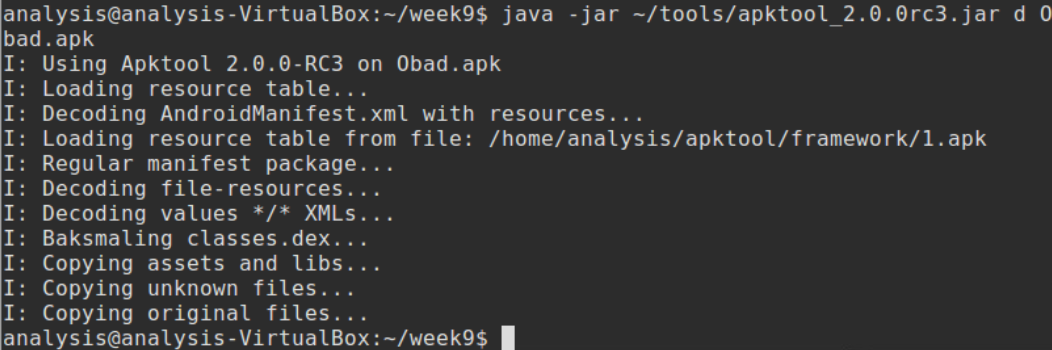 analysis@analysis-VirtualBox:~/week9$ java -jar ~/tools/apktool_2.0.0rc3.jar d O
bad.apk
I: Using Apktool 2.0.0-RC3 on Obad.apk
I: Loading resource table...
I: Decoding AndroidManifest.xml with resources...
I: Loading resource table from file: /home/analysis/apktool/framework/1.apk
I: Regular manifest package...
I: Decoding file-resources...
I: Decoding values */* XMLs...
I: Baksmaling classes.dex...
I: Copying assets and libs...
I: Copying unknown files...
I: Copying original files...
analysis@analysis-VirtualBox:~/week9$